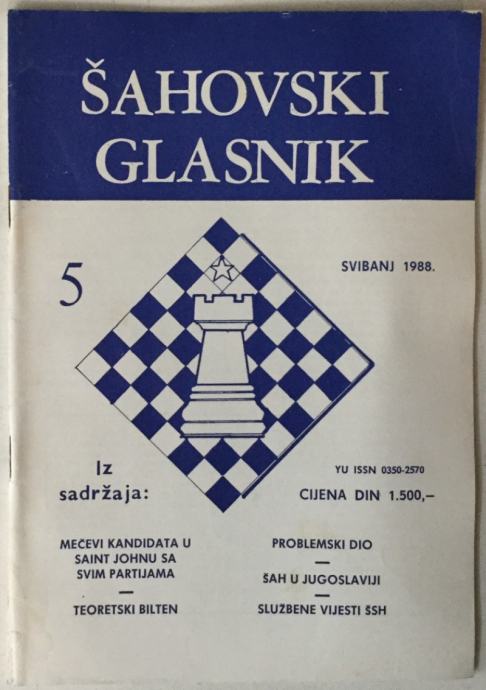 ŠAHOVSKI
GLASNIK
5
SVIBANJ 1988.
Iz
sadržaja:
YU ISSN 0350-2570
CIJENA DIN 1.500,–
MEČEVI KANDIDATA U
SAINT JOHNU SA
SVIM PARTIJAMA
—
TEORETSKI BILTEN
PROBLEMSKI DIO
—
ŠAH U JUGOSLAVIJI
—
SLUŽBENE VIJESTI ŠSH